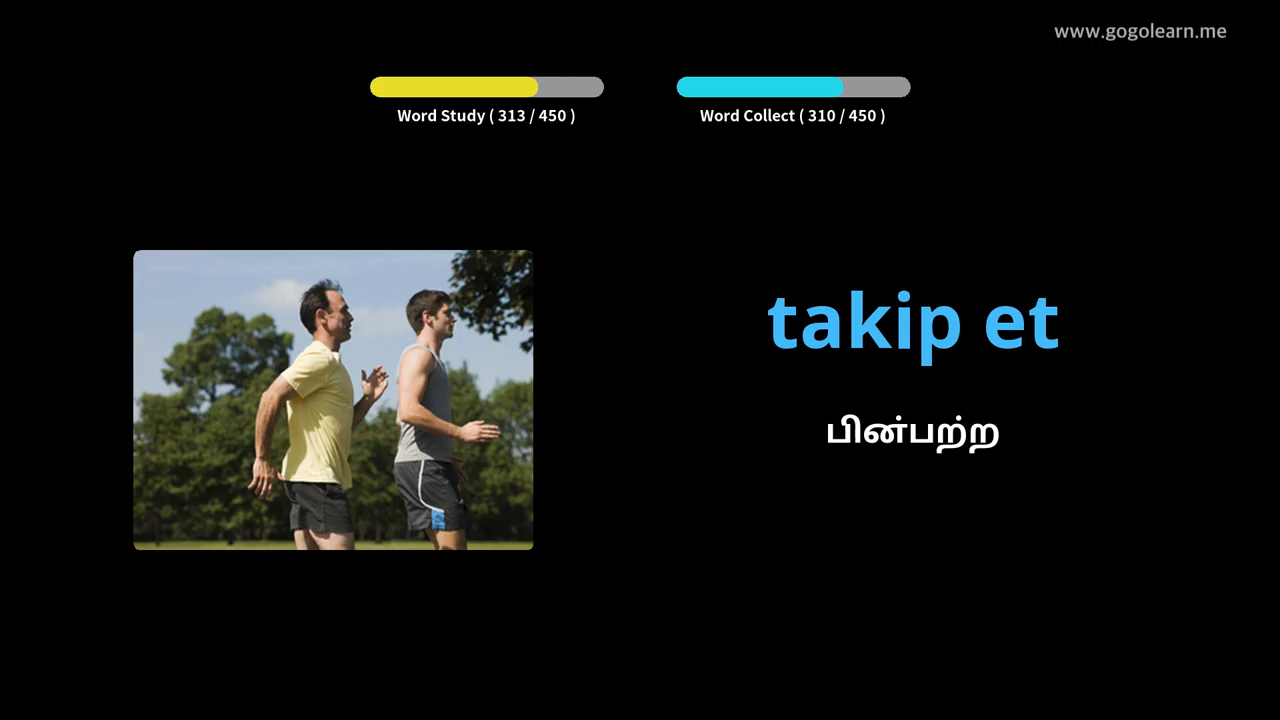 www.gogolearn.me
Word Study ( 313 / 450 )
Word Collect ( 310 / 450 )
takip et
பின்பற்ற